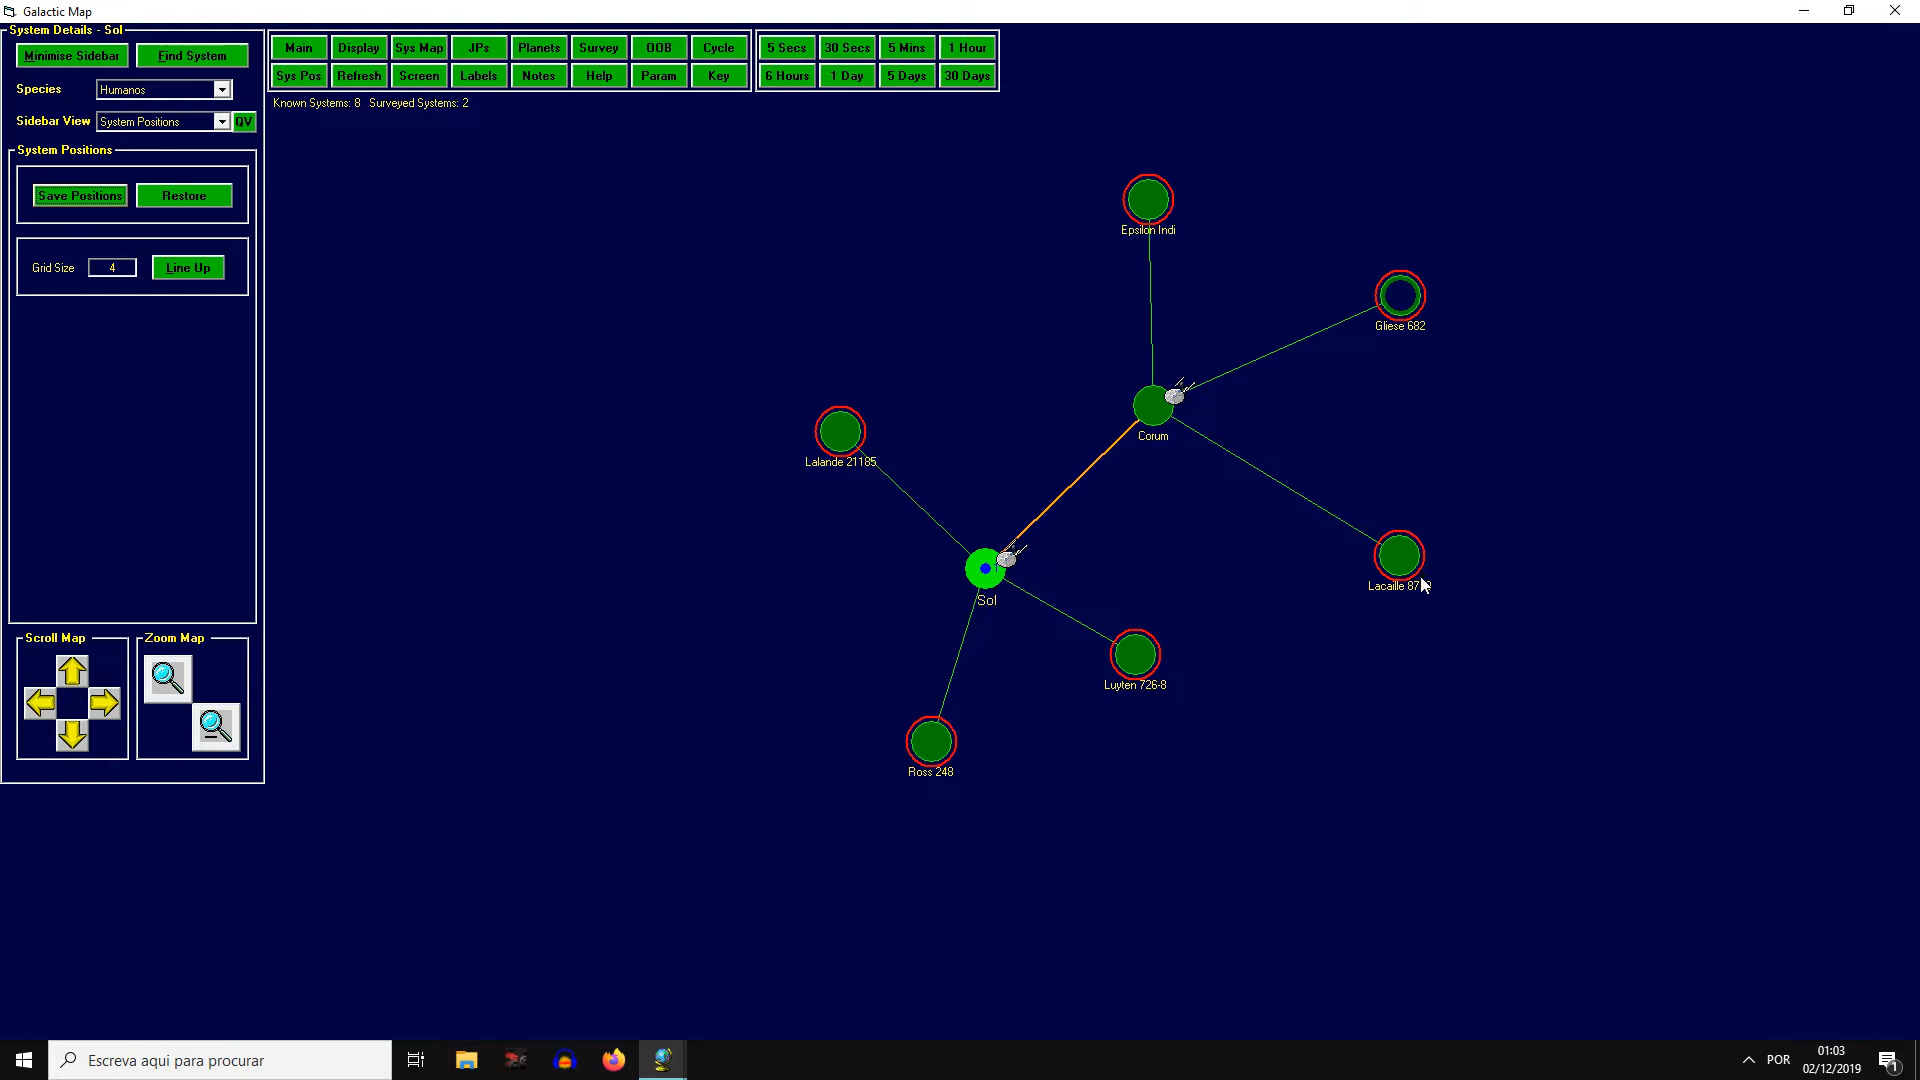 Galactic Map
System Details - Sol
Minimise Sidebar Find System
Species Humanos
Sidebar View System Positions QV
System Positions
Save Positions Restore
Grid Size 4 Line Up
Scroll Map Zoom Map
Main Display Sys Map JPs Planets Survey OOB Cycle
Sys Pos Refresh Screen Labels Notes Help Param Key
5 Secs 30 Secs 5 Mins 1 Hour
6 Hours 1 Day 5 Days 30 Days
Known Systems: 8 Surveyed Systems: 2
Epsilon Indi
Gliese 682
Corum
Lalande 21185
Lacaille
Sol
Luyten 726-8
Ross 248
Escreva aqui para procurar
POR
01:03
02/12/2019
1